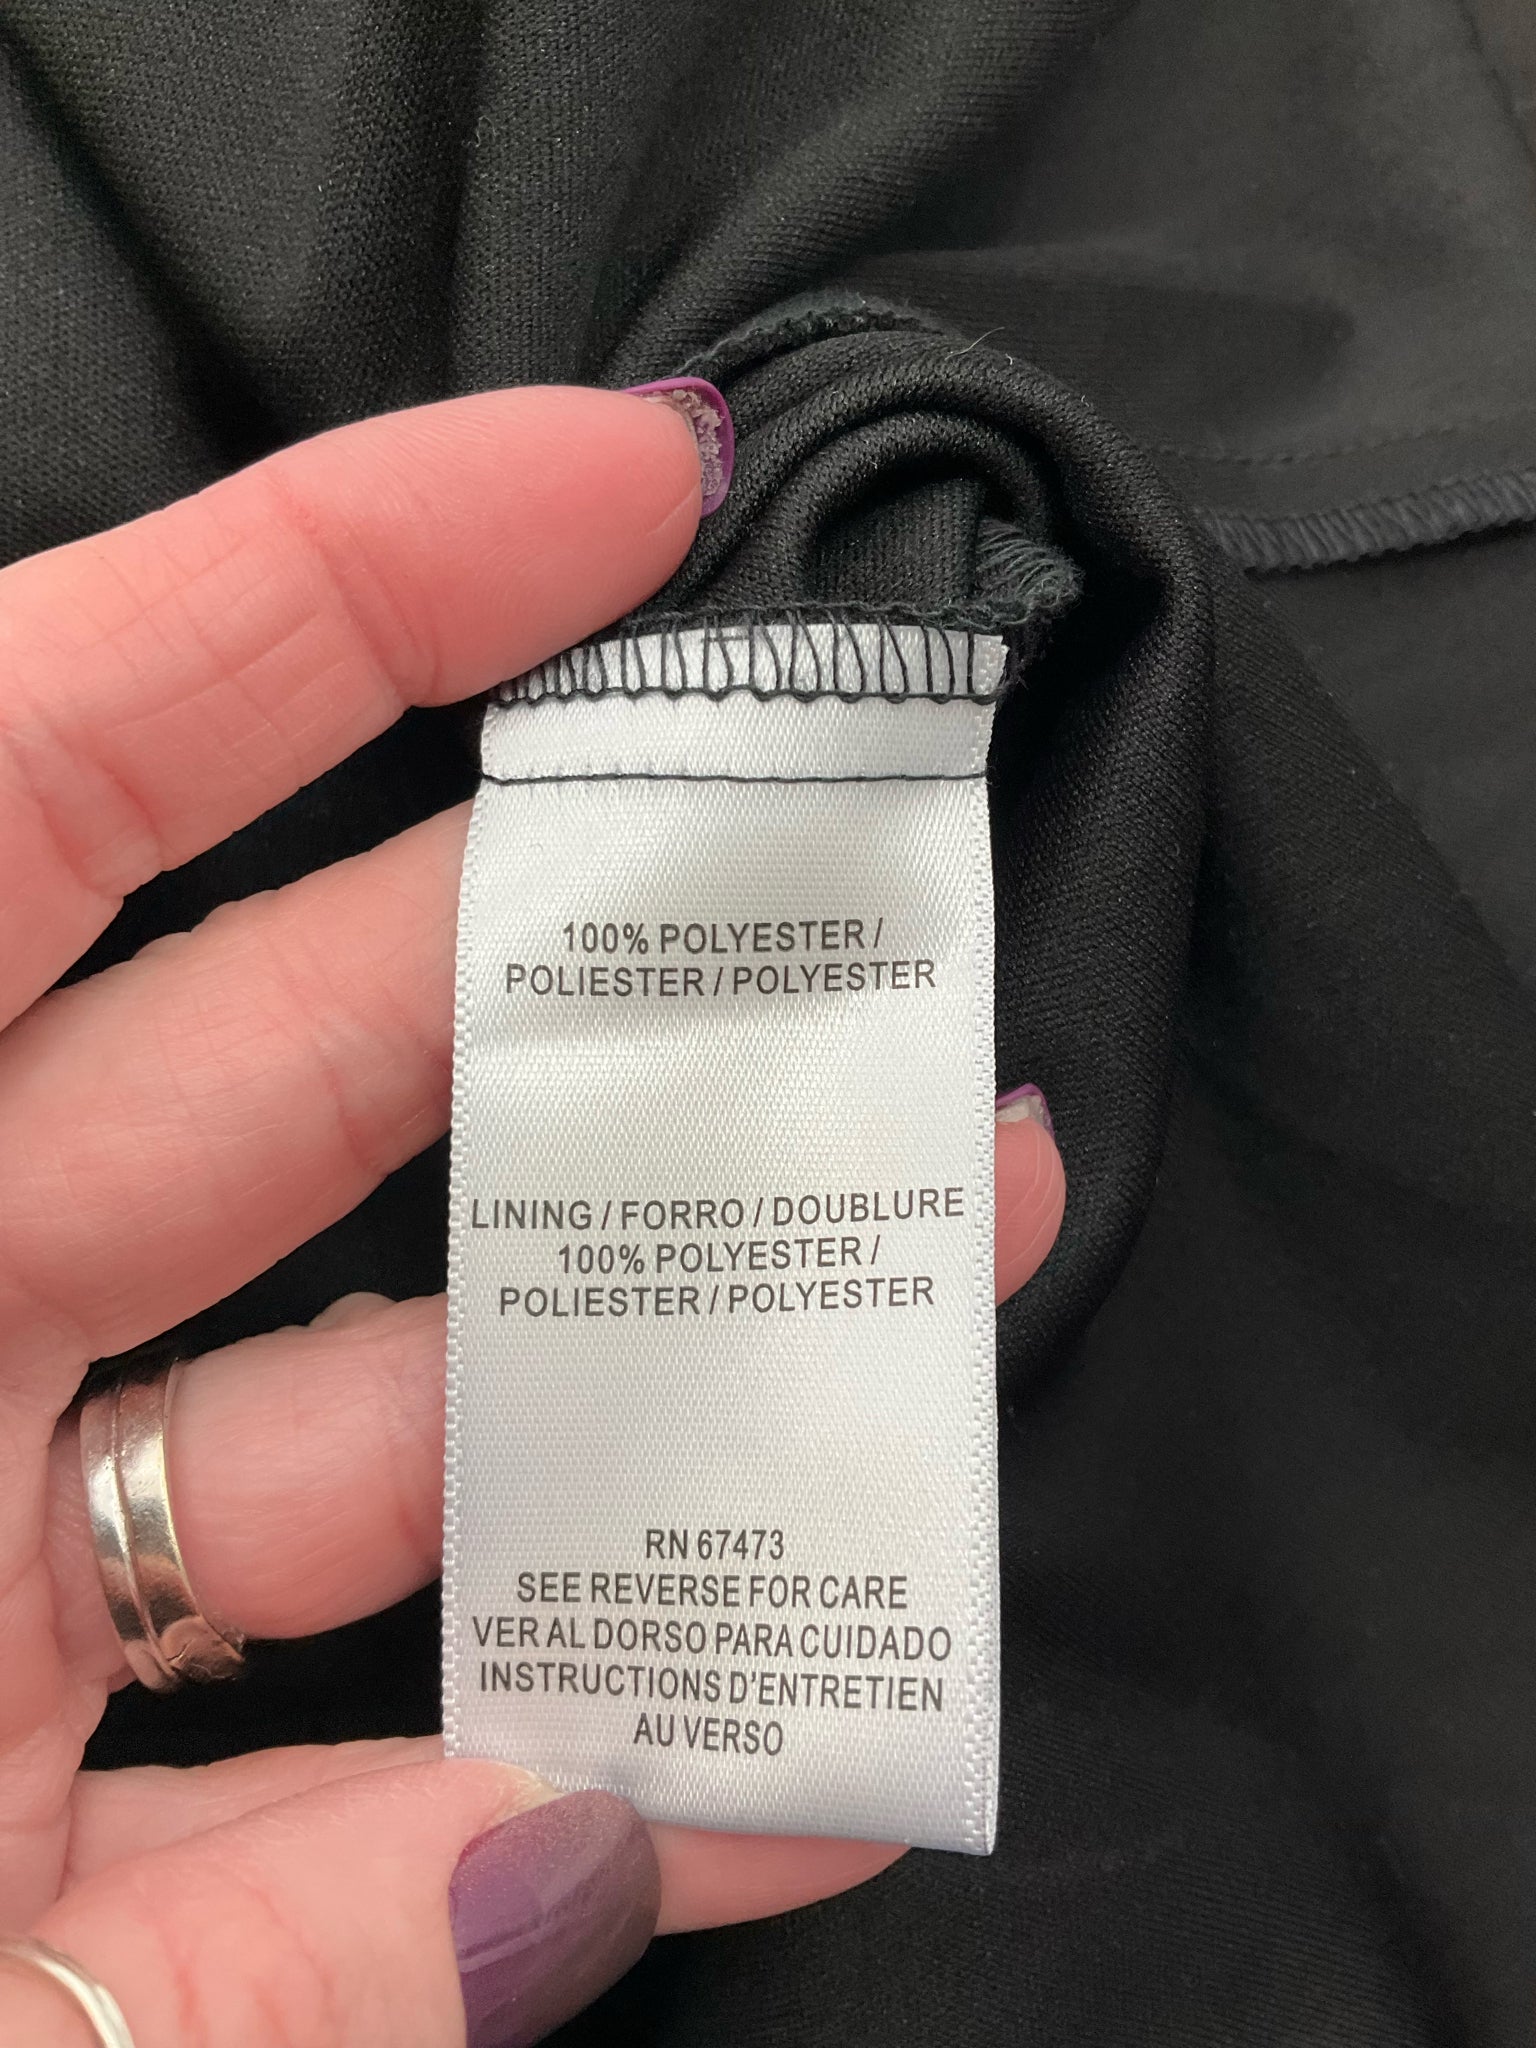 100% POLYESTER /
POLIESTER / POLYESTER
LINING / FORRO / DOUBLURE
100% POLYESTER /
POLIESTER / POLYESTER
RN 67473
SEE REVERSE FOR CARE
VER AL DORSO PARA CUIDADO
INSTRUCTIONS D'ENTRETIEN
AU VERSO